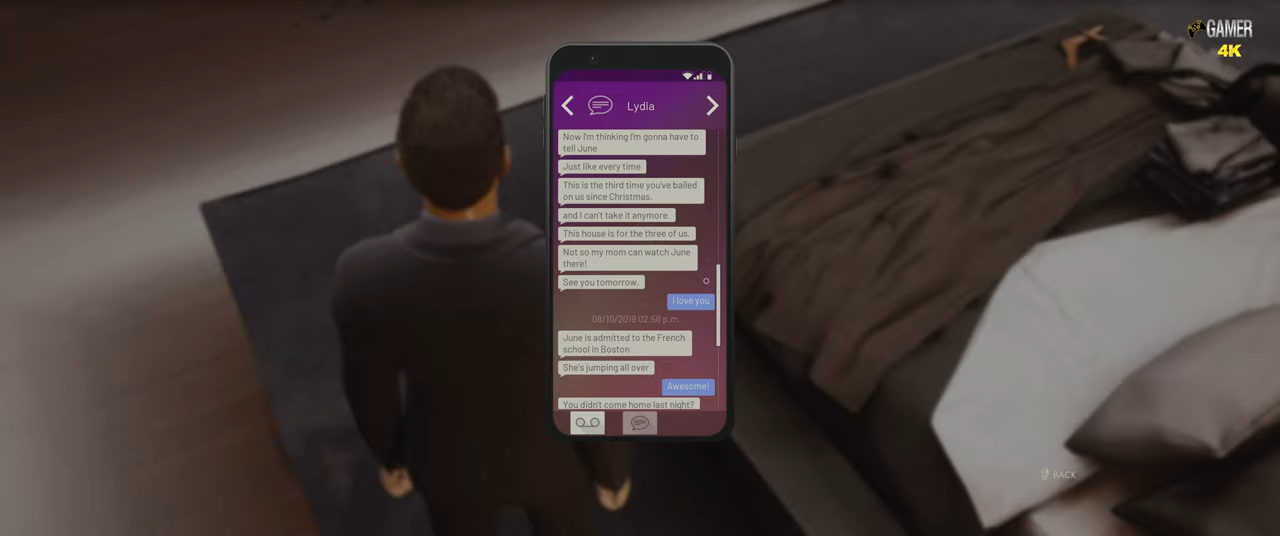 GAMER
4K
Lydia
Now I'm thinking I'm gonna have to
tell June
Just like every time
This is the third time you've bailed
on us since Christmas.
and I can't take it anymore.
This house is for the three of us.
Not so my mom can watch June
there!
See you tomorrow.
I love you
06/10/2019 02:56 p.m.
June is admitted to the French
school in Boston
She's jumping all over
Awesome!
You didn't come home last night?
BACK